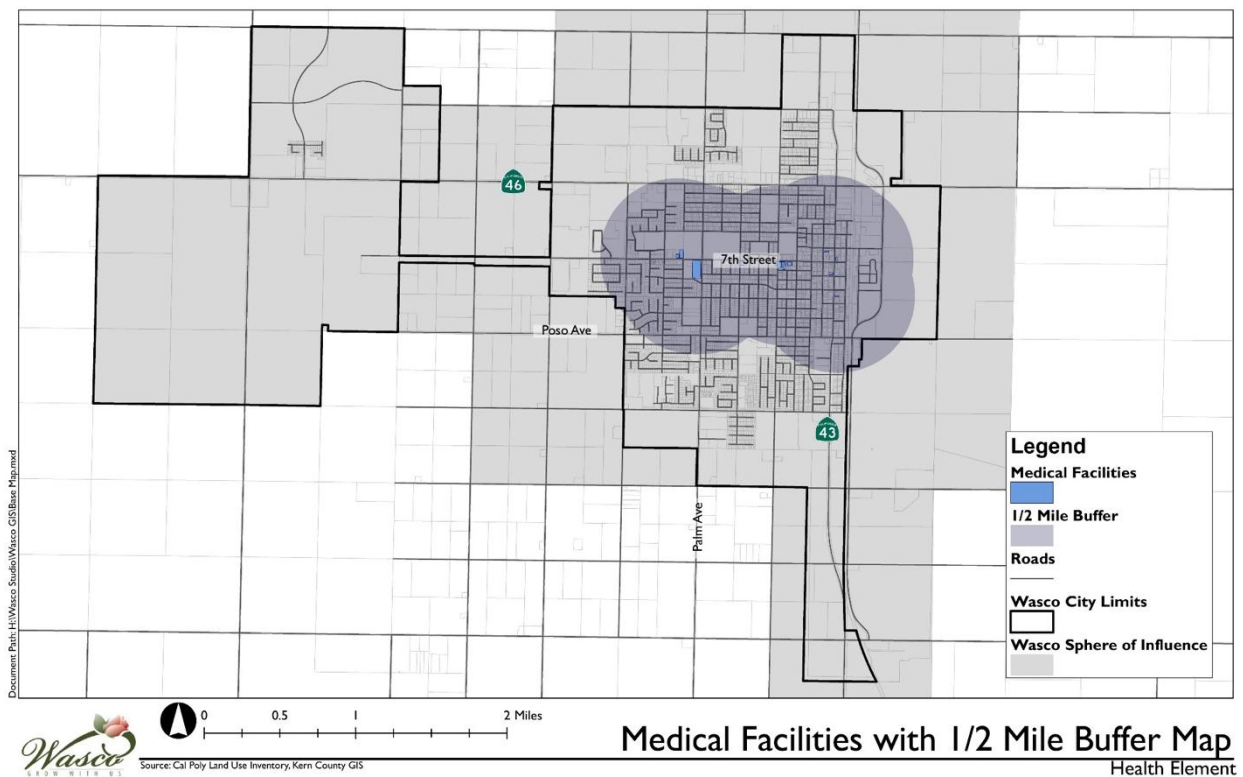 46
7th Street
Poso Ave
43
Palm Ave
Legend
Medical Facilities
1/2 Mile Buffer
Roads
Wasco City Limits
Wasco Sphere of Influence
Document Path: H:\Wasco Studio\Wasco GIS\Base Map.mxd
0 0.5 1 2 Miles
Wasco
GROW WITH US
Source: Cal Poly Land Use Inventory, Kern County GIS
Medical Facilities with 1/2 Mile Buffer Map
Health Element